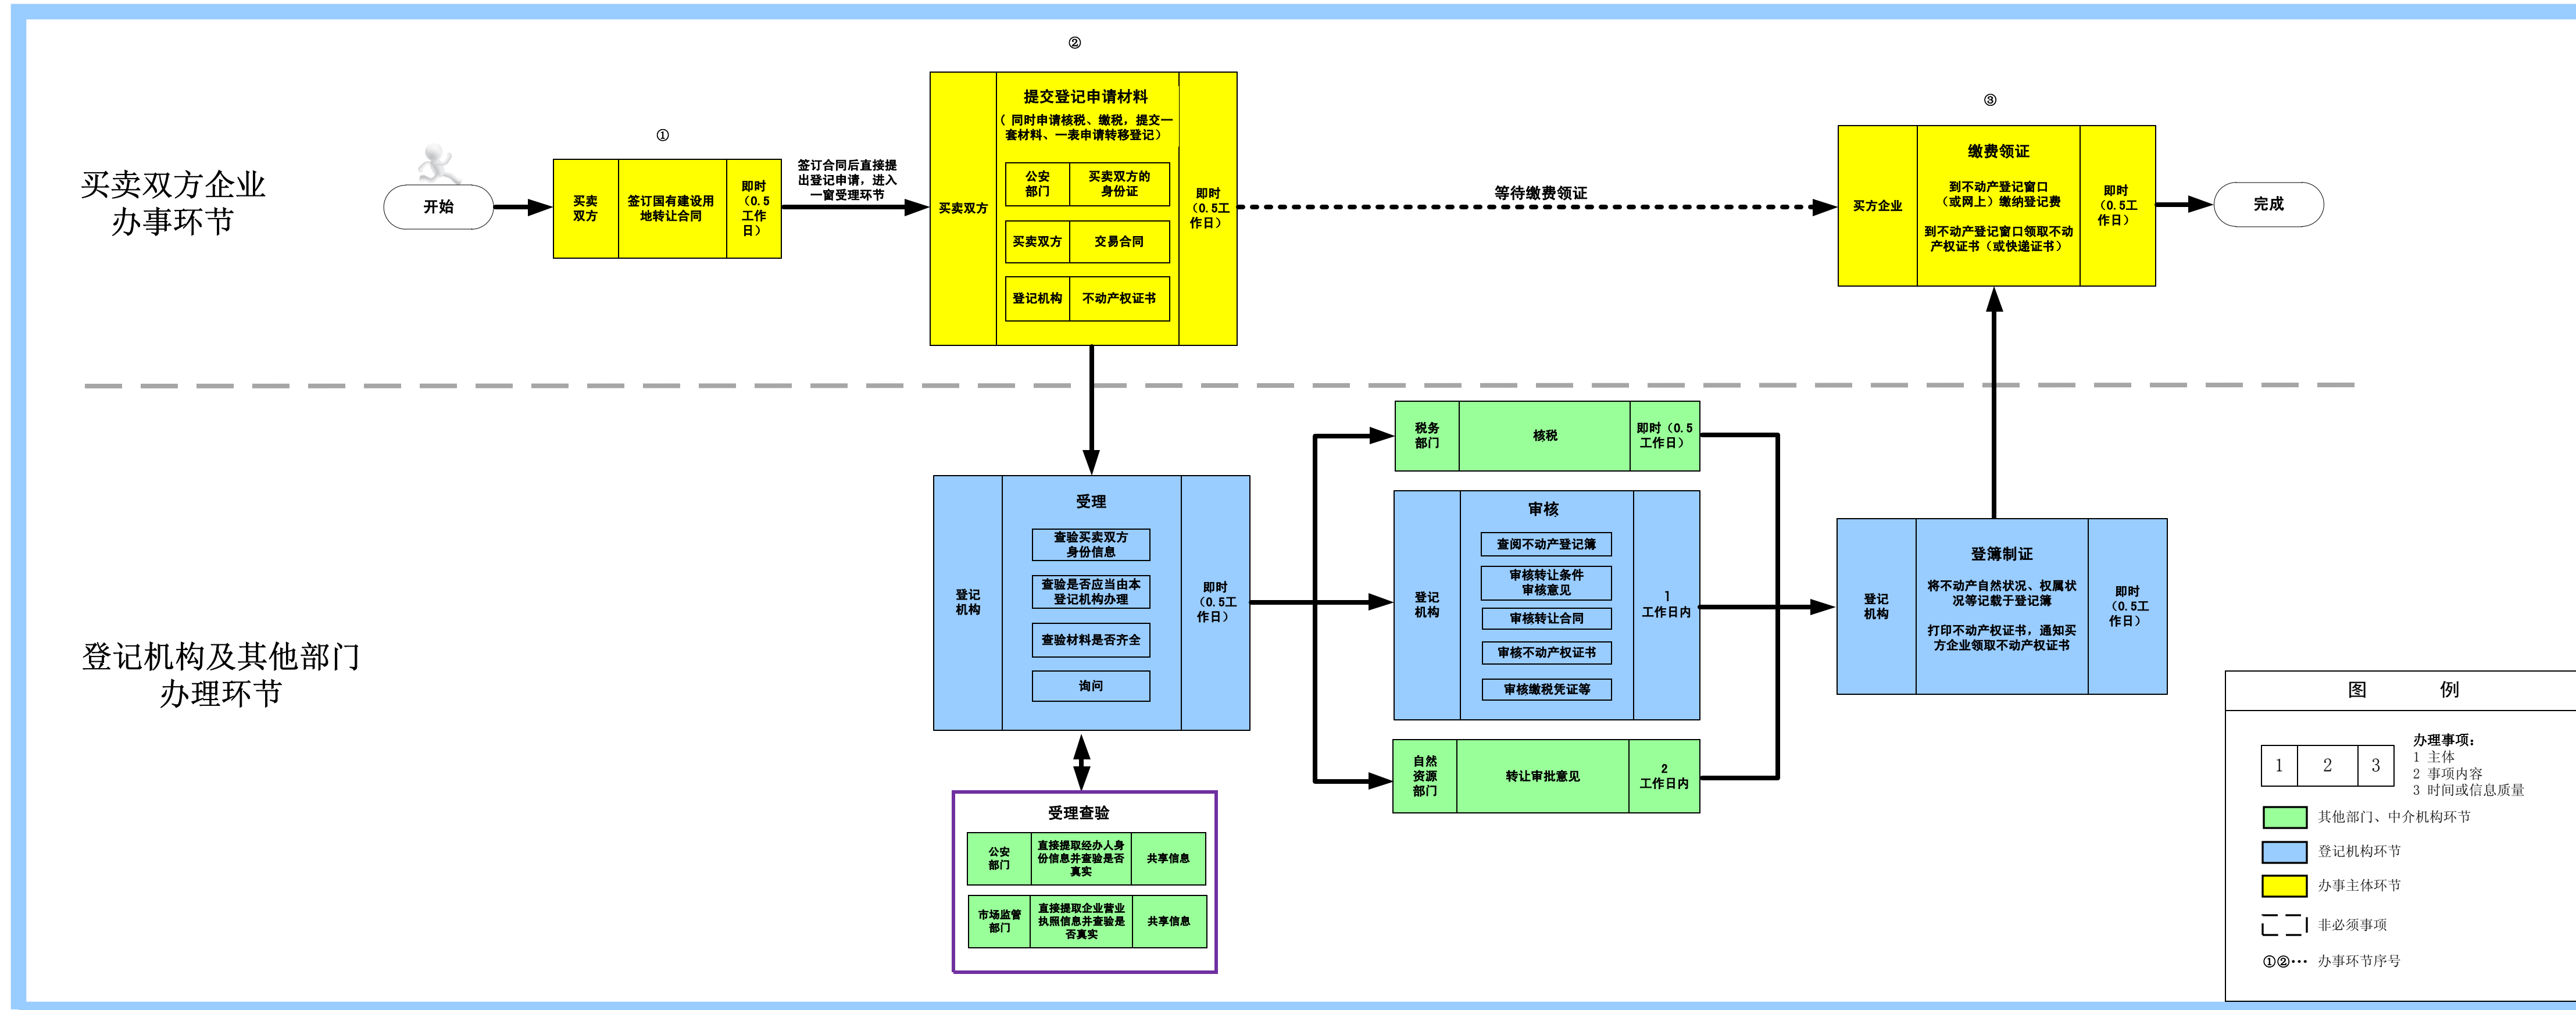 买卖双方企业
办事环节
开始
①
买卖
双方
签订国有建设用
地转让合同
即时
（0.5
工作
日）
签订合同后直接提
出登记申请，进入
一窗受理环节
②
买卖双方
提交登记申请材料
（ 同时申请核税、缴税，提交一
套材料、一表申请转移登记）
公安
部门
买卖双方的
身份证
买卖双方
交易合同
登记机构
不动产权证书
即时
（0.5工
作日）
等待缴费领证
③
买方企业
缴费领证
到不动产登记窗口
（或网上）缴纳登记费
到不动产登记窗口领取不动
产权证书（或快递证书）
即时
（0.5工
作日）
完成
登记机构及其他部门
办理环节
登记
机构
受理
查验买卖双方
身份信息
查验是否应当由本
登记机构办理
查验材料是否齐全
询问
即时
（0.5工
作日）
受理查验
公安
部门
直接提取经办人身
份信息并查验是否
真实
共享信息
市场监管
部门
直接提取企业营业
执照信息并查验是
否真实
共享信息
税务
部门
核税
即时（0.5
工作日）
登记
机构
审核
查阅不动产登记簿
审核转让条件
审核意见
审核转让合同
审核不动产权证书
审核缴税凭证等
1
工作日内
自然
资源
部门
转让审批意见
2
工作日内
登记
机构
登簿制证
将不动产自然状况、权属状
况等记载于登记簿
打印不动产权证书，通知买
方企业领取不动产权证书
即时
（0.5工
作日）
图 例
1 2 3
办理事项：
1 主体
2 事项内容
3 时间或信息质量
其他部门、中介机构环节
登记机构环节
办事主体环节
非必须事项
①②… 办事环节序号